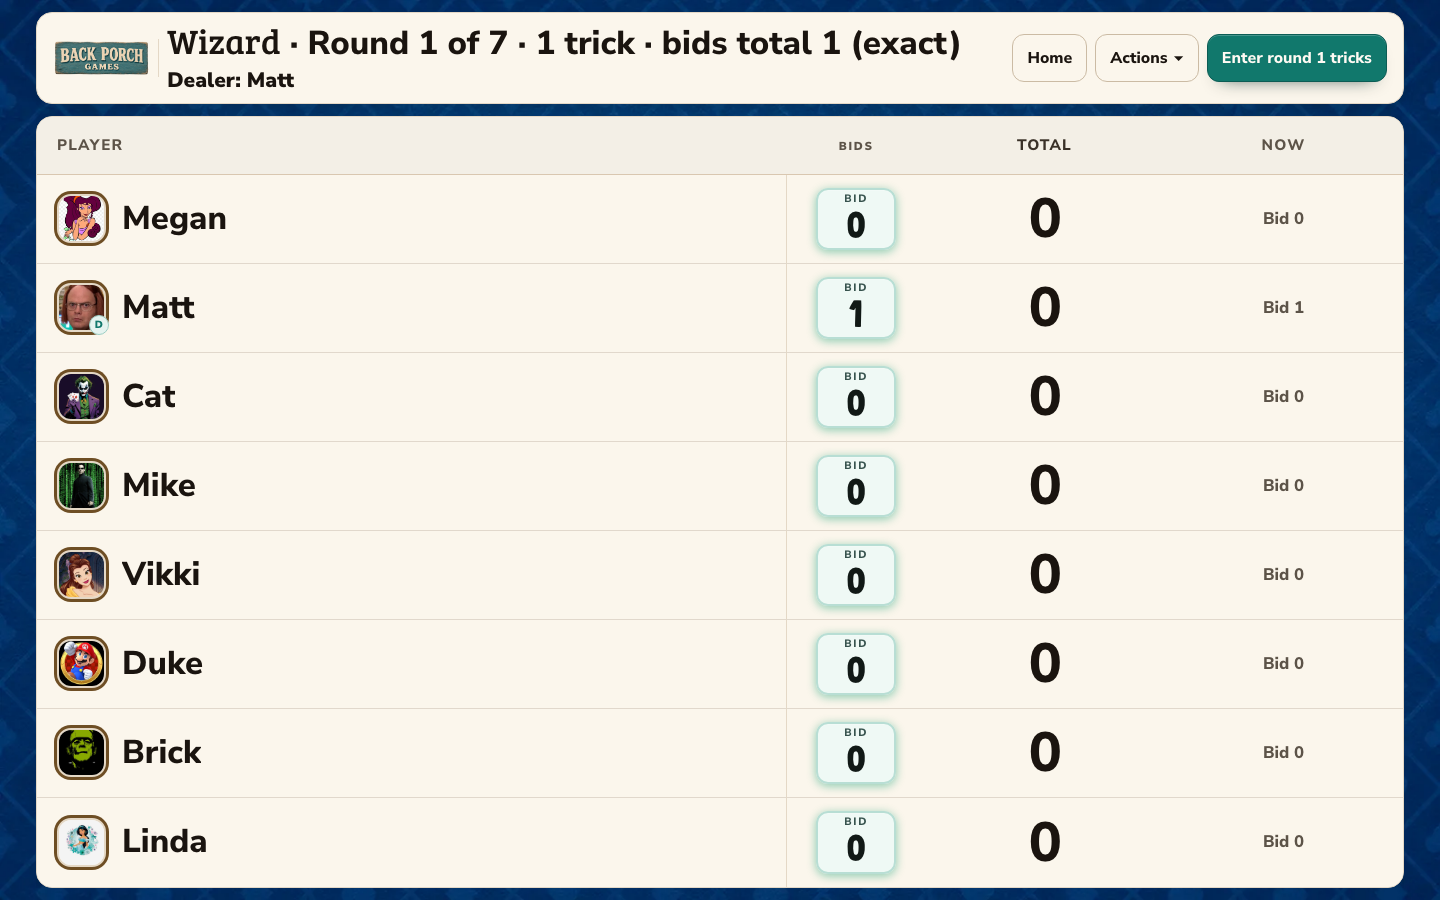 BACK PORCH
GAMES
Wizard · Round 1 of 7 · 1 trick · bids total 1 (exact)
Dealer: Matt
Home
Actions
Enter round 1 tricks
PLAYER
BIDS
TOTAL
NOW
Megan
BID
0
0
Bid 0
D
Matt
BID
1
0
Bid 1
Cat
BID
0
0
Bid 0
Mike
BID
0
0
Bid 0
Vikki
BID
0
0
Bid 0
Duke
BID
0
0
Bid 0
Brick
BID
0
0
Bid 0
Linda
BID
0
0
Bid 0